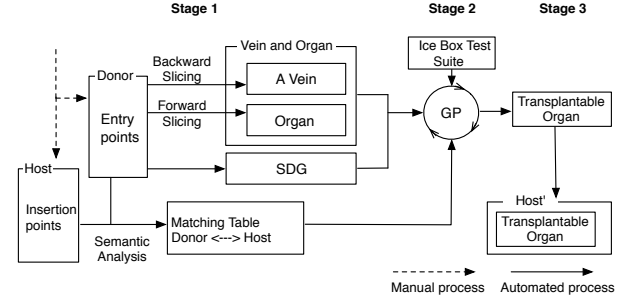 Stage 1
Stage 2
Stage 3
Vein and Organ
Backward
Slicing
A Vein
Forward
Slicing
Organ
Donor
Entry
points
SDG
Host
Insertion
points
Semantic
Analysis
Matching Table
Donor <---> Host
Ice Box Test
Suite
GP
Transplantable
Organ
Host'
Transplantable
Organ
Manual process
Automated process